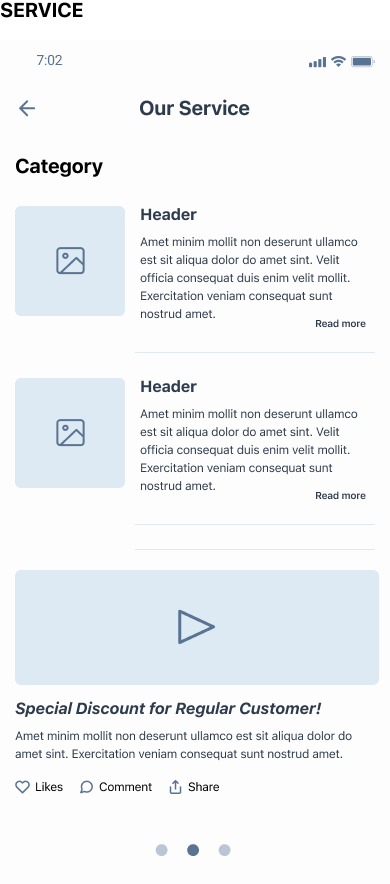 SERVICE
7:02
Our Service
Category
Header
Amet minim mollit non deserunt ullamco
est sit aliqua dolor do amet sint. Velit
officia consequat duis enim velit mollit.
Exercitation veniam consequat sunt
nostrud amet.
Read more
Header
Amet minim mollit non deserunt ullamco
est sit aliqua dolor do amet sint. Velit
officia consequat duis enim velit mollit.
Exercitation veniam consequat sunt
nostrud amet.
Read more
Special Discount for Regular Customer!
Amet minim mollit non deserunt ullamco est sit aliqua dolor do
amet sint. Exercitation veniam consequat sunt nostrud amet.
Likes Comment Share